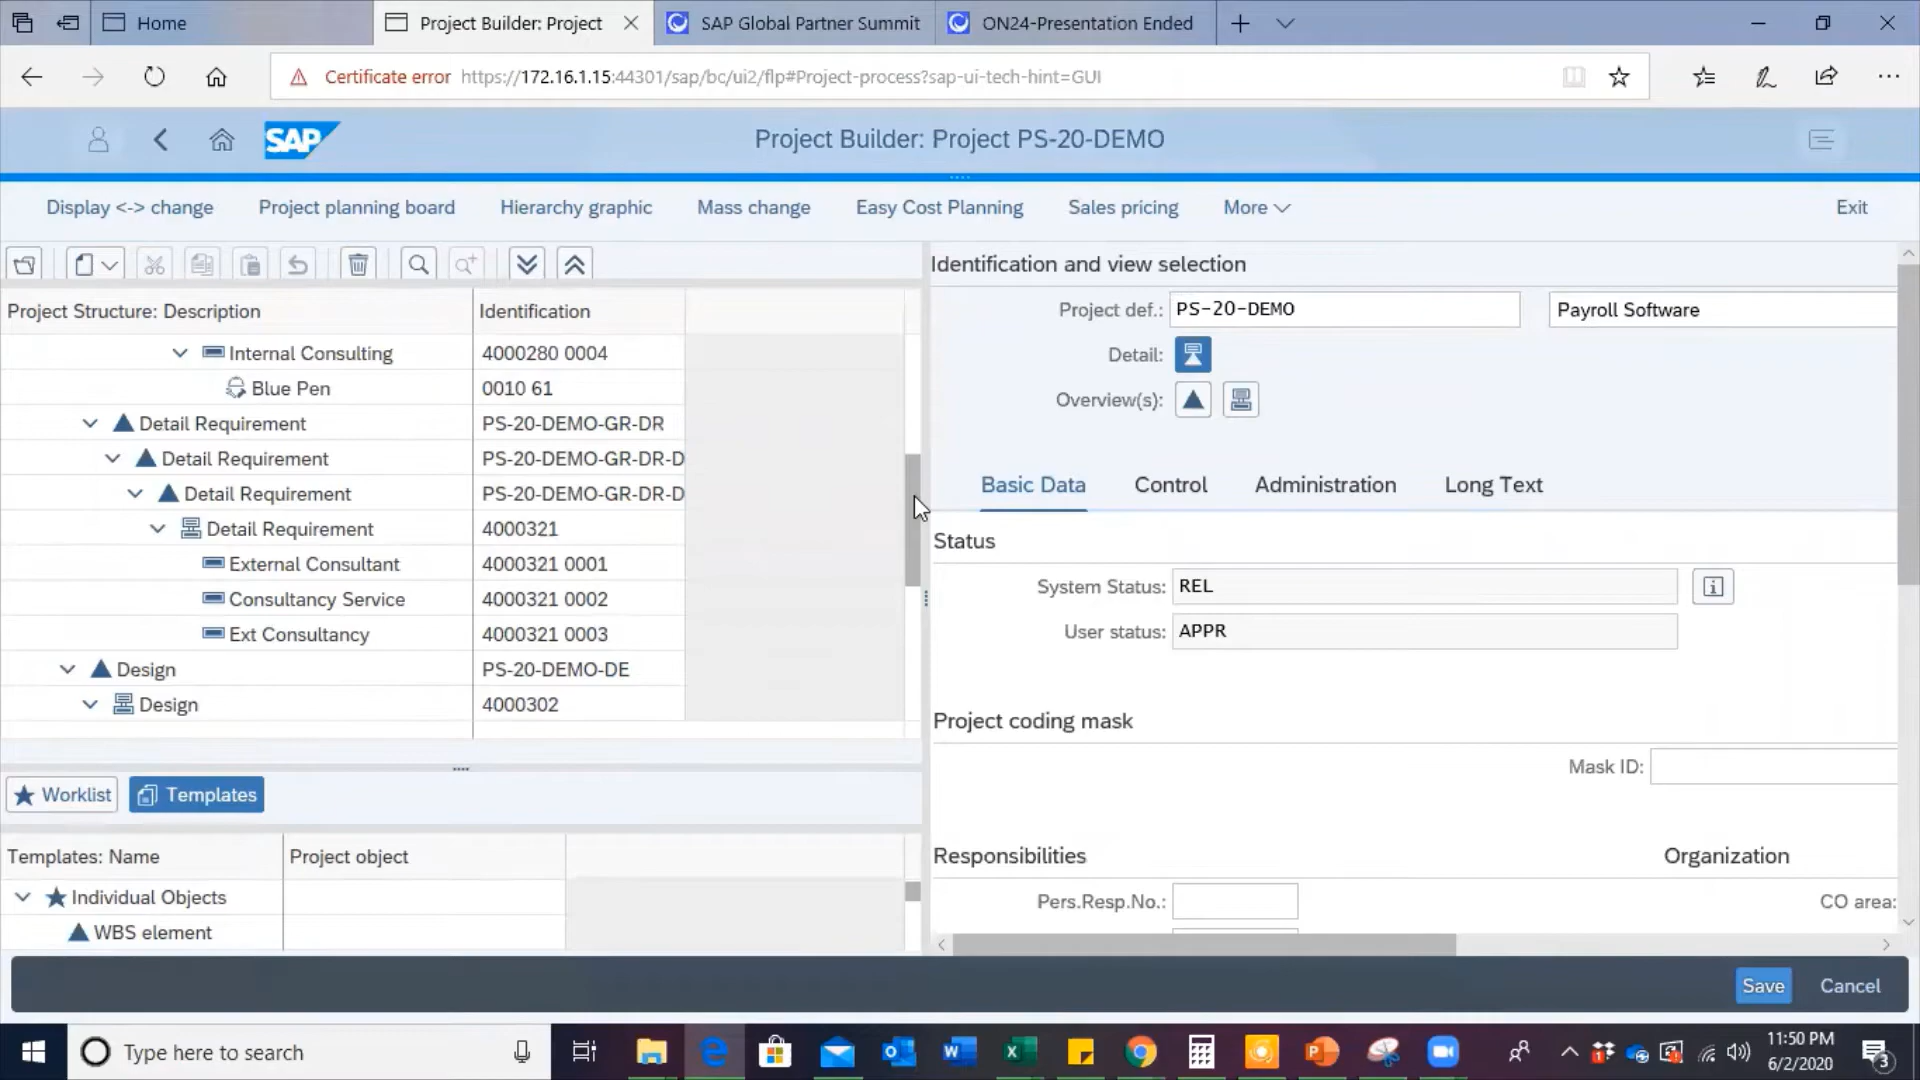 Home
Project Builder: Project
SAP Global Partner Summit
ON24-Presentation Ended
Certificate error https://172.16.1.15:44301/sap/bc/ui2/flp#Project-process?sap-ui-tech-hint=GUI
SAP
Project Builder: Project PS-20-DEMO
Display <-> change Project planning board Hierarchy graphic Mass change Easy Cost Planning Sales pricing More Exit
Project Structure: Description Identification
Internal Consulting 4000280 0004
Blue Pen 0010 61
Detail Requirement PS-20-DEMO-GR-DR
Detail Requirement PS-20-DEMO-GR-DR-D
Detail Requirement PS-20-DEMO-GR-DR-D
Detail Requirement 4000321
External Consultant 4000321 0001
Consultancy Service 4000321 0002
Ext Consultancy 4000321 0003
Design PS-20-DEMO-DE
Design 4000302
Worklist Templates
Templates: Name Project object
Individual Objects
WBS element
Identification and view selection
Project def.: PS-20-DEMO Payroll Software
Detail:
Overview(s):
Basic Data Control Administration Long Text
Status
System Status: REL
User status: APPR
Project coding mask
Mask ID:
Responsibilities Organization
Pers.Resp.No.: CO area:
Save Cancel
Type here to search
11:50 PM
6/2/2020
3